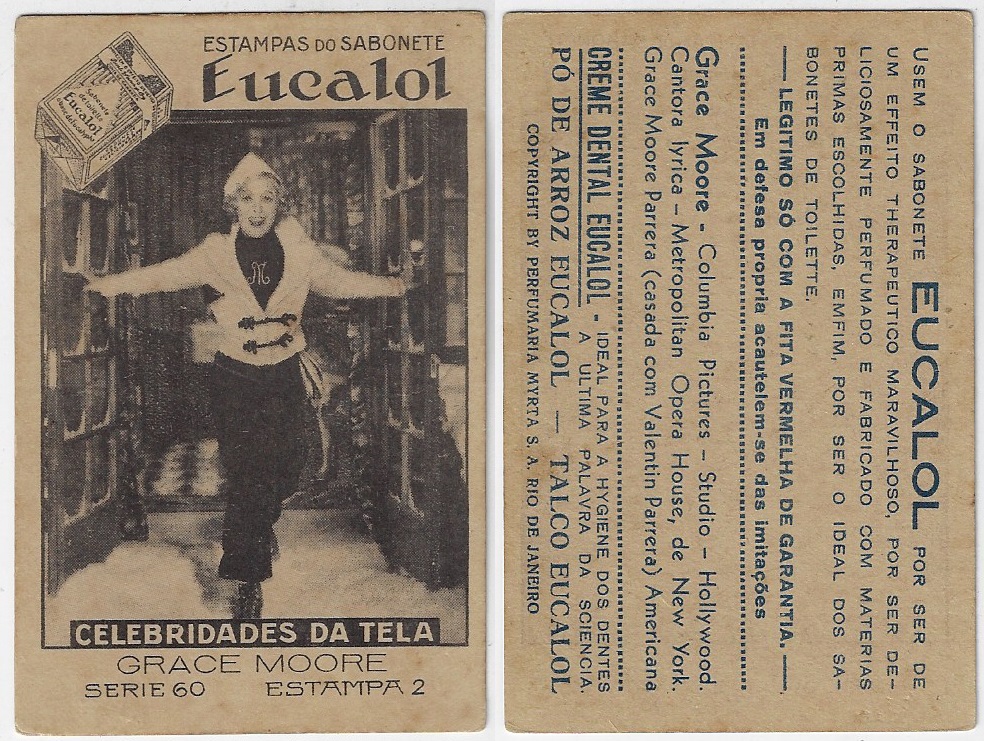 ESTAMPAS DO SABONETE
Eucalol
Sabonete
de toilette
Eucalol
M
CELEBRIDADES DA TELA
GRACE MOORE
SERIE 60 ESTAMPA 2
USEM O SABONETE EUCALOL POR SER DE
UM EFFEITO THERAPEUTICO MARAVILHOSO, POR SER DE-
LICIOSAMENTE PERFUMADO E FABRICADO COM MATERIAS
PRIMAS ESCOLHIDAS, EMFIM, POR SER O IDEAL DOS SA-
BONETES DE TOILETTE.
— LEGITIMO SÓ COM A FITA VERMELHA DE GARANTIA. —
Em defesa propria acautelem-se das imitações
Grace Moore - Columbia Pictures – Studio – Hollywood.
Cantora lyrica – Metropolitan Opera House, de New York.
Grace Moore Parrera (casada com Valentin Parrera) Americana
CREME DENTAL EUCALOL - IDEAL PARA A HYGIENE DOS DENTES
A ULTIMA PALAVRA DA SCIENCIA.
PÓ DE ARROZ EUCALOL — TALCO EUCALOL
COPYRIGHT BY PERFUMARIA MYRTA S. A. RIO DE JANEIRO